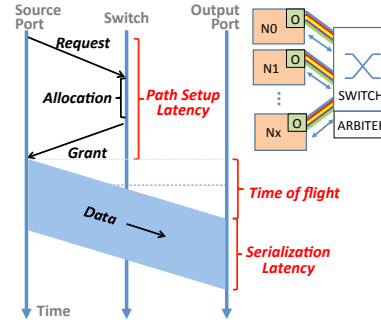 Source
Port
Switch
Output
Port
Request
Allocation
Path Setup
Latency
Grant
Time of flight
Data
Serialization
Latency
Time
N0
O
N1
O
Nx
O
SWITCH
ARBITER